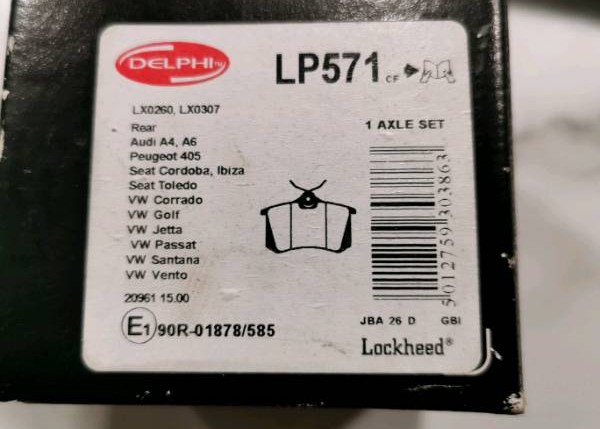 DELPHI TM
LP571 CF
LX0260, LX0307
Rear
1 AXLE SET
Audi A4, A6
Peugeot 405
Seat Cordoba, Ibiza
Seat Toledo
VW Corrado
VW Golf
VW Jetta
VW Passat
VW Santana
VW Vento
5012759303863
20961 15.00
E1 90R-01878/585
JBA 26 D GBI
Lockheed®